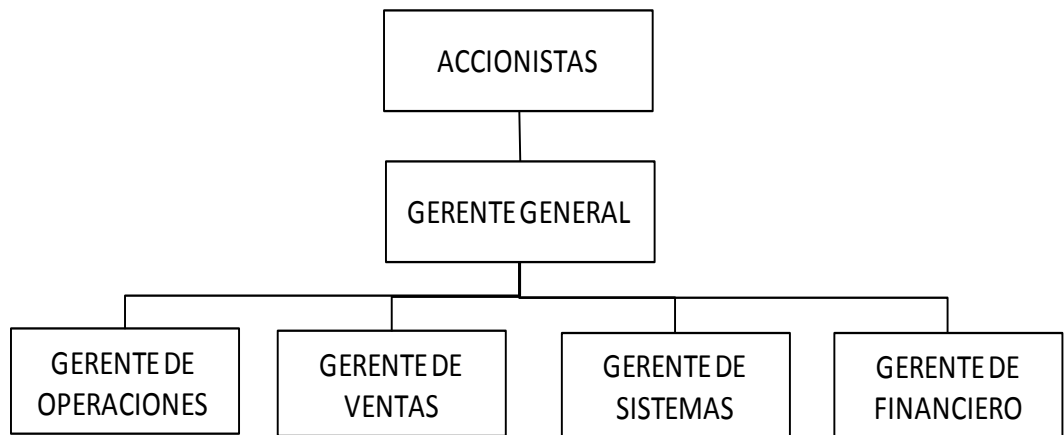 ACCIONISTAS
GERENTE GENERAL
GERENTE DE
OPERACIONES
GERENTE DE
VENTAS
GERENTE DE
SISTEMAS
GERENTE DE
FINANCIERO